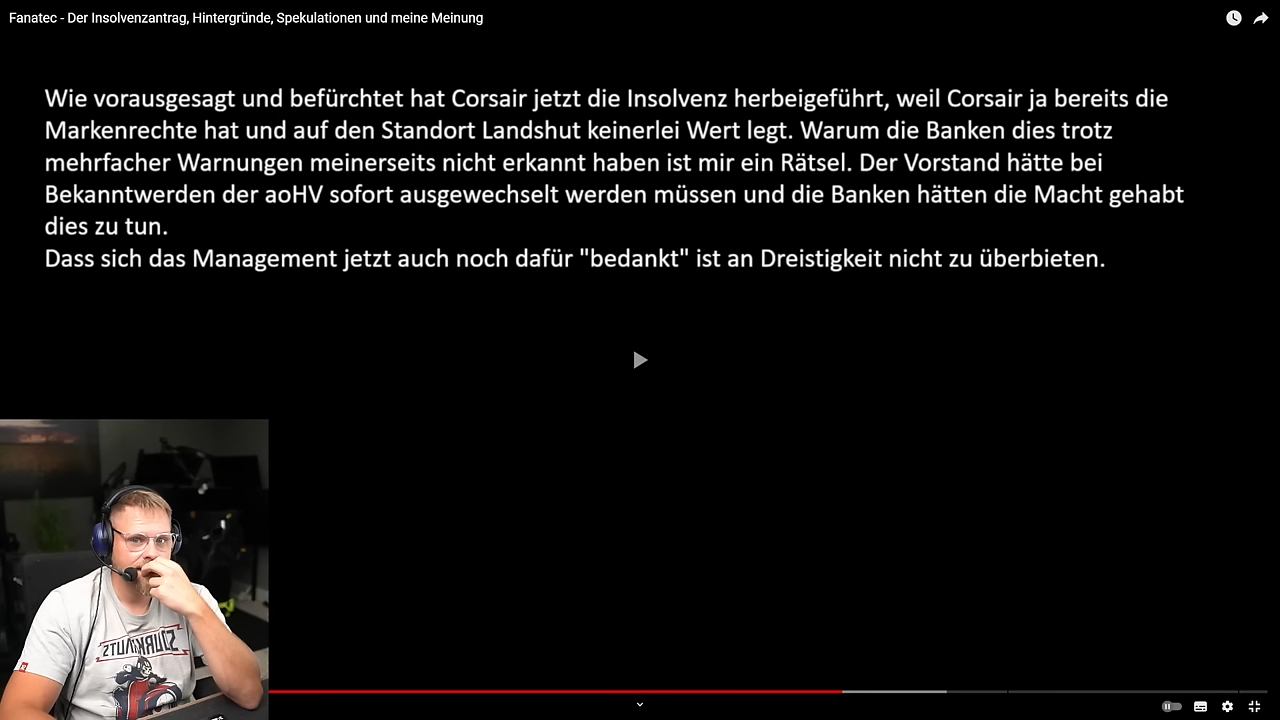 Fanatec - Der Insolvenzantrag, Hintergründe, Spekulationen und meine Meinung
Wie vorausgesagt und befürchtet hat Corsair jetzt die Insolvenz herbeigeführt, weil Corsair ja bereits die
Markenrechte hat und auf den Standort Landshut keinerlei Wert legt. Warum die Banken dies trotz
mehrfacher Warnungen meinerseits nicht erkannt haben ist mir ein Rätsel. Der Vorstand hätte bei
Bekanntwerden der aoHV sofort ausgewechselt werden müssen und die Banken hätten die Macht gehabt
dies zu tun.
Dass sich das Management jetzt auch noch dafür "bedankt" ist an Dreistigkeit nicht zu überbieten.